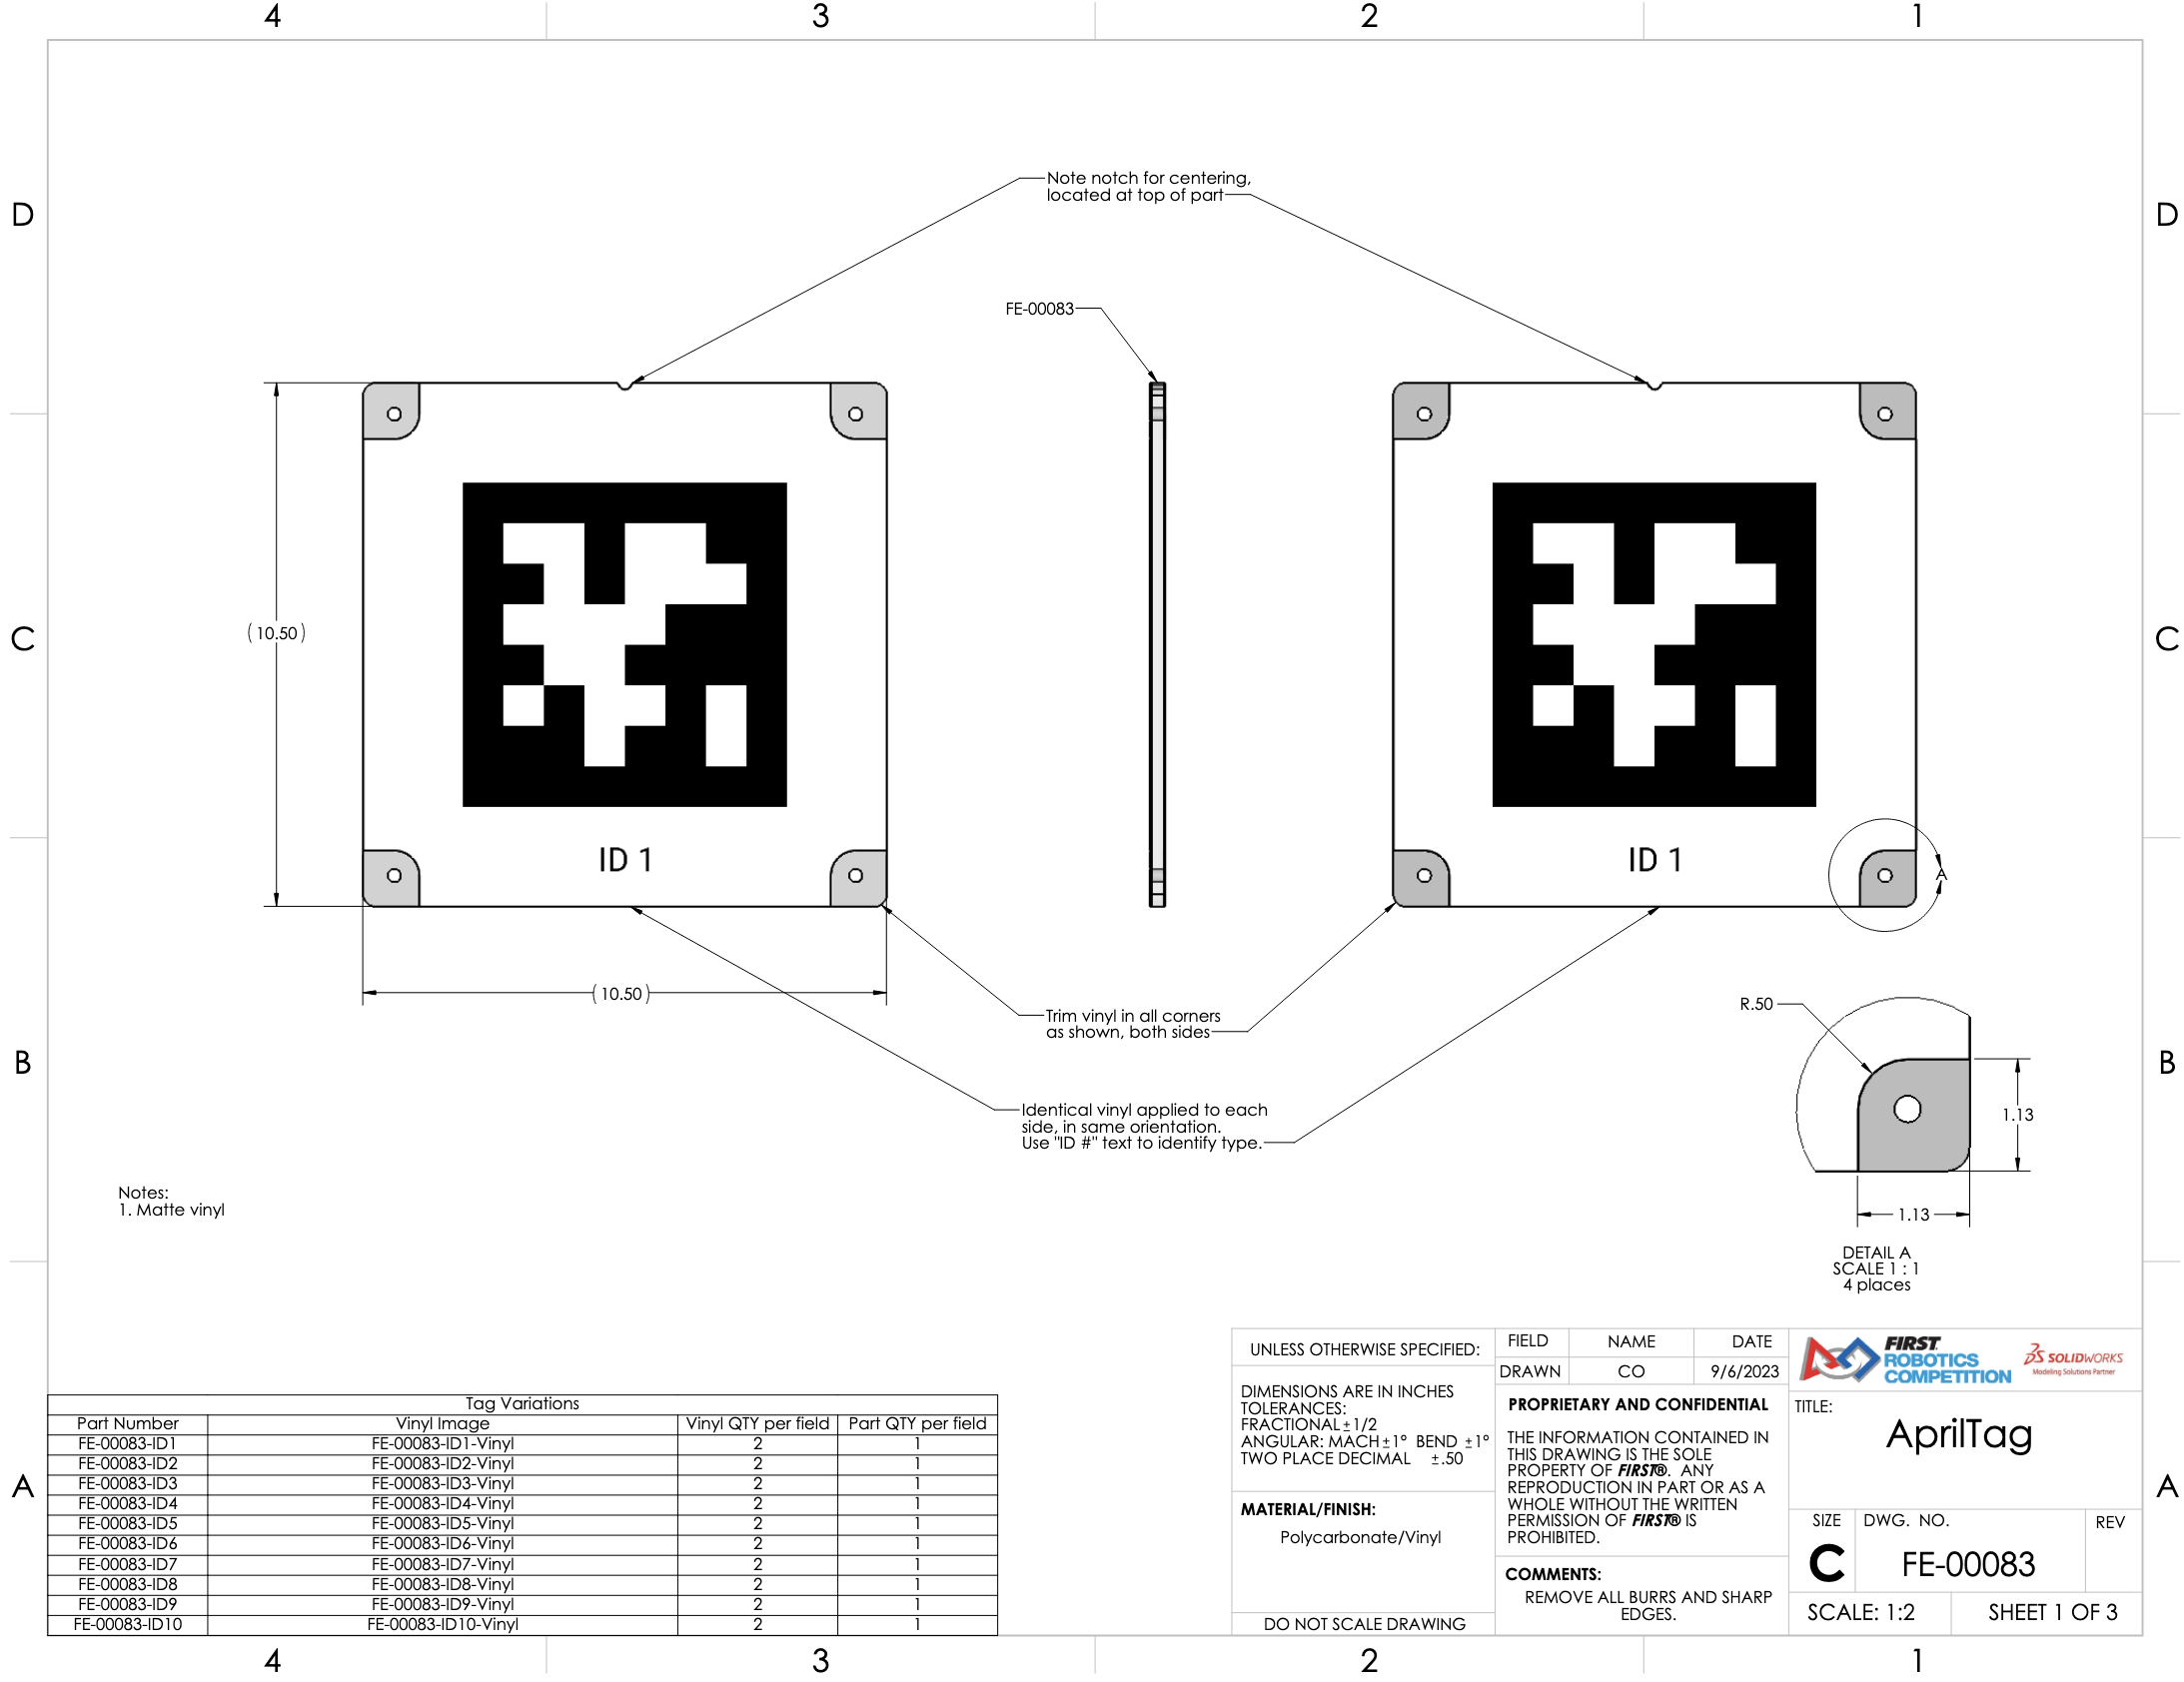 4 3 2 1
D D
C C
B B
A A
Note notch for centering,
located at top of part
FE-00083
(10.50)
ID 1
ID 1
A
(10.50)
Trim vinyl in all corners
as shown, both sides
Identical vinyl applied to each
side, in same orientation.
Use "ID #" text to identify type.
R.50
1.13
1.13
DETAIL A
SCALE 1 : 1
4 places
Notes:
1. Matte vinyl
Tag Variations
Part Number Vinyl Image Vinyl QTY per field Part QTY per field
FE-00083-ID1 FE-00083-ID1-Vinyl 2 1
FE-00083-ID2 FE-00083-ID2-Vinyl 2 1
FE-00083-ID3 FE-00083-ID3-Vinyl 2 1
FE-00083-ID4 FE-00083-ID4-Vinyl 2 1
FE-00083-ID5 FE-00083-ID5-Vinyl 2 1
FE-00083-ID6 FE-00083-ID6-Vinyl 2 1
FE-00083-ID7 FE-00083-ID7-Vinyl 2 1
FE-00083-ID8 FE-00083-ID8-Vinyl 2 1
FE-00083-ID9 FE-00083-ID9-Vinyl 2 1
FE-00083-ID10 FE-00083-ID10-Vinyl 2 1
UNLESS OTHERWISE SPECIFIED:
DIMENSIONS ARE IN INCHES
TOLERANCES:
FRACTIONAL±1/2
ANGULAR: MACH±1° BEND ±1°
TWO PLACE DECIMAL ±.50
MATERIAL/FINISH:
Polycarbonate/Vinyl
DO NOT SCALE DRAWING
FIELD NAME DATE
DRAWN CO 9/6/2023
PROPRIETARY AND CONFIDENTIAL
THE INFORMATION CONTAINED IN
THIS DRAWING IS THE SOLE
PROPERTY OF FIRST®. ANY
REPRODUCTION IN PART OR AS A
WHOLE WITHOUT THE WRITTEN
PERMISSION OF FIRST® IS
PROHIBITED.
COMMENTS:
REMOVE ALL BURRS AND SHARP
EDGES.
FIRST
ROBOTICS
COMPETITION
SOLIDWORKS
Modeling Solutions Partner
TITLE:
AprilTag
SIZE DWG. NO. REV
C FE-00083
SCALE: 1:2 SHEET 1 OF 3
4 3 2 1